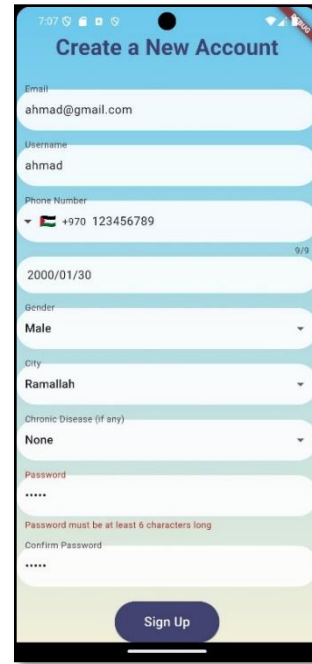 7:07
Create a New Account
Email
ahmad@gmail.com
Username
ahmad
Phone Number
+970 123456789
9/9
2000/01/30
Gender
Male
City
Ramallah
Chronic Disease (if any)
None
Password
•••••
Password must be at least 6 characters long
Confirm Password
•••••
Sign Up